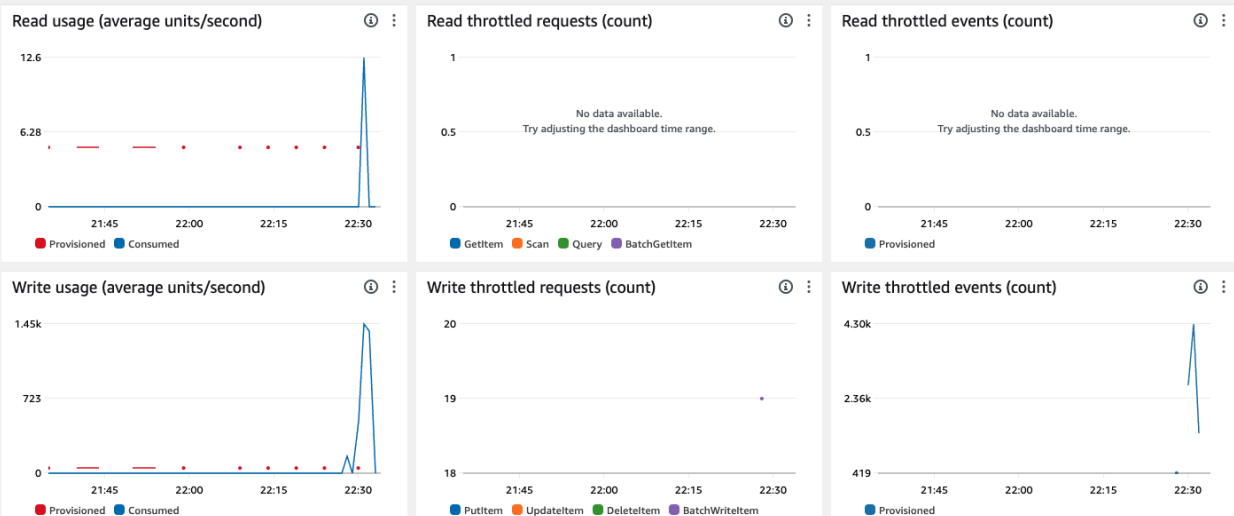 Read usage (average units/second)
12.6
6.28
0
21:45 22:00 22:15 22:30
Provisioned Consumed
Read throttled requests (count)
1
No data available.
Try adjusting the dashboard time range.
0.5
0
21:45 22:00 22:15 22:30
GetItem Scan Query BatchGetItem
Read throttled events (count)
1
No data available.
Try adjusting the dashboard time range.
0.5
0
21:45 22:00 22:15 22:30
Provisioned
Write usage (average units/second)
1.45k
723
0
21:45 22:00 22:15 22:30
Provisioned Consumed
Write throttled requests (count)
20
19
18
21:45 22:00 22:15 22:30
PutItem UpdateItem DeleteItem BatchWriteItem
Write throttled events (count)
4.30k
2.36k
419
21:45 22:00 22:15 22:30
Provisioned